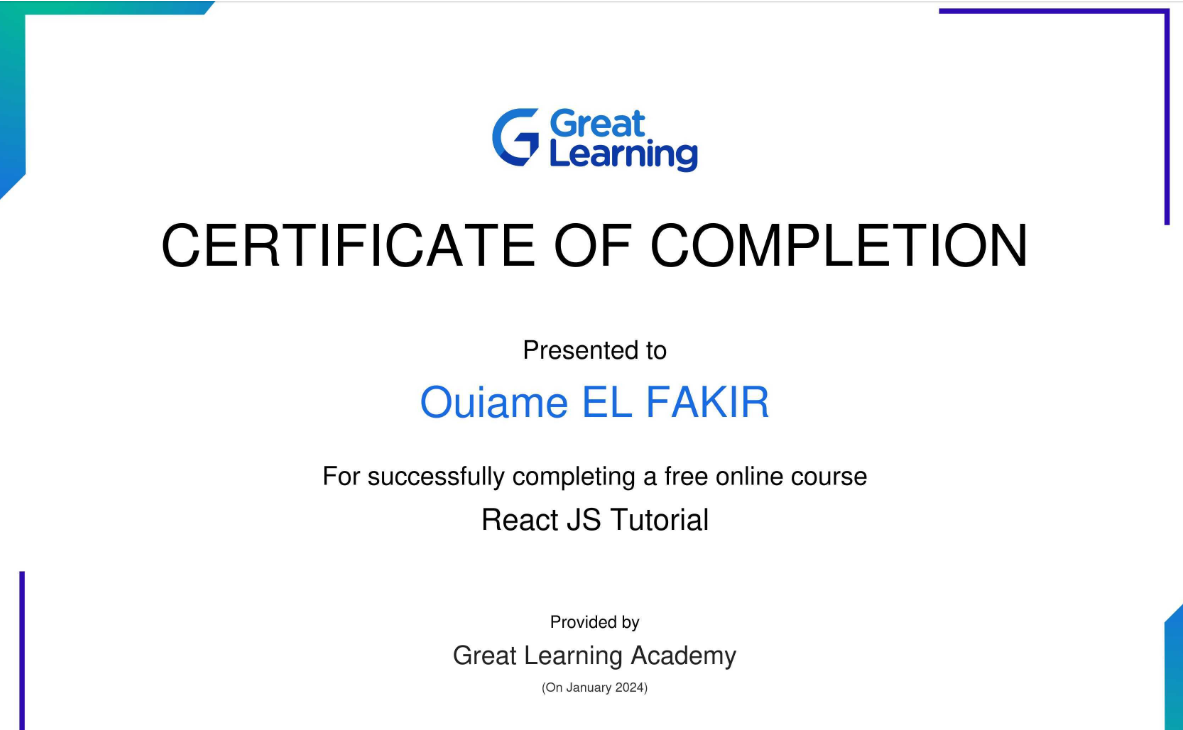 Great
Learning
CERTIFICATE OF COMPLETION
Presented to
Ouiame EL FAKIR
For successfully completing a free online course
React JS Tutorial
Provided by
Great Learning Academy
(On January 2024)